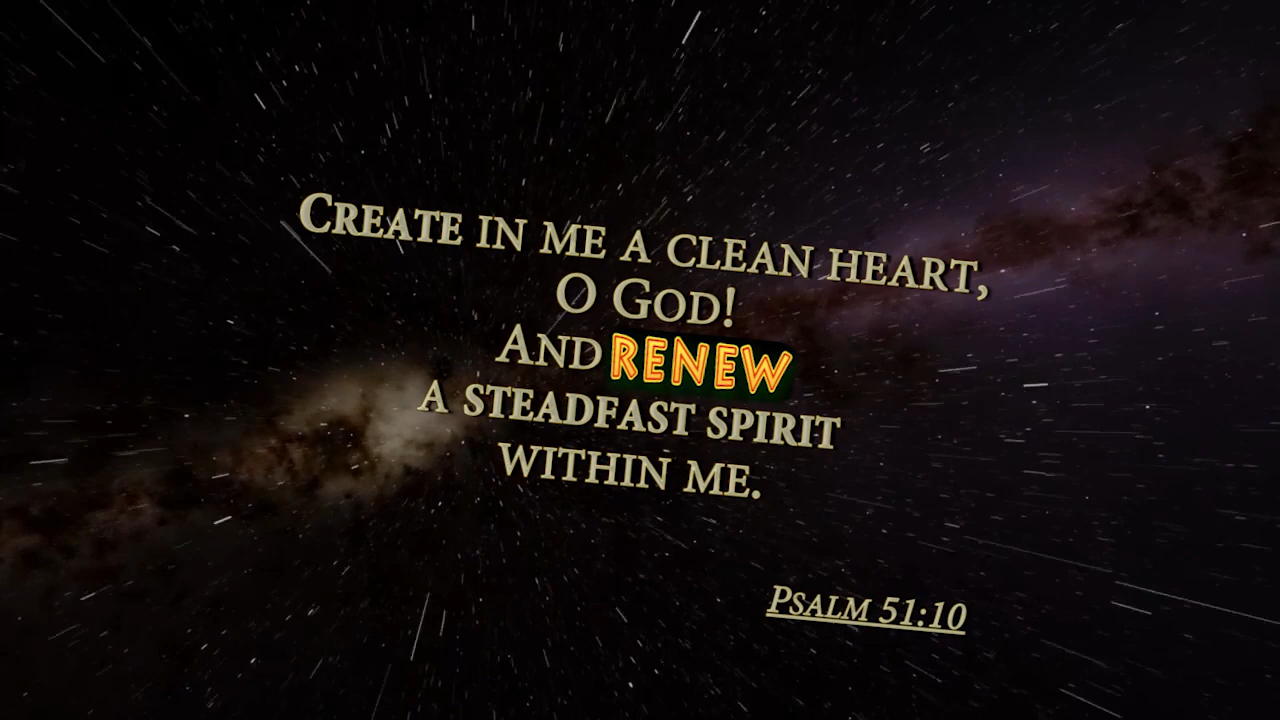 Create in me a clean heart,
O God!
And RENEW
a steadfast spirit
within me.
Psalm 51:10